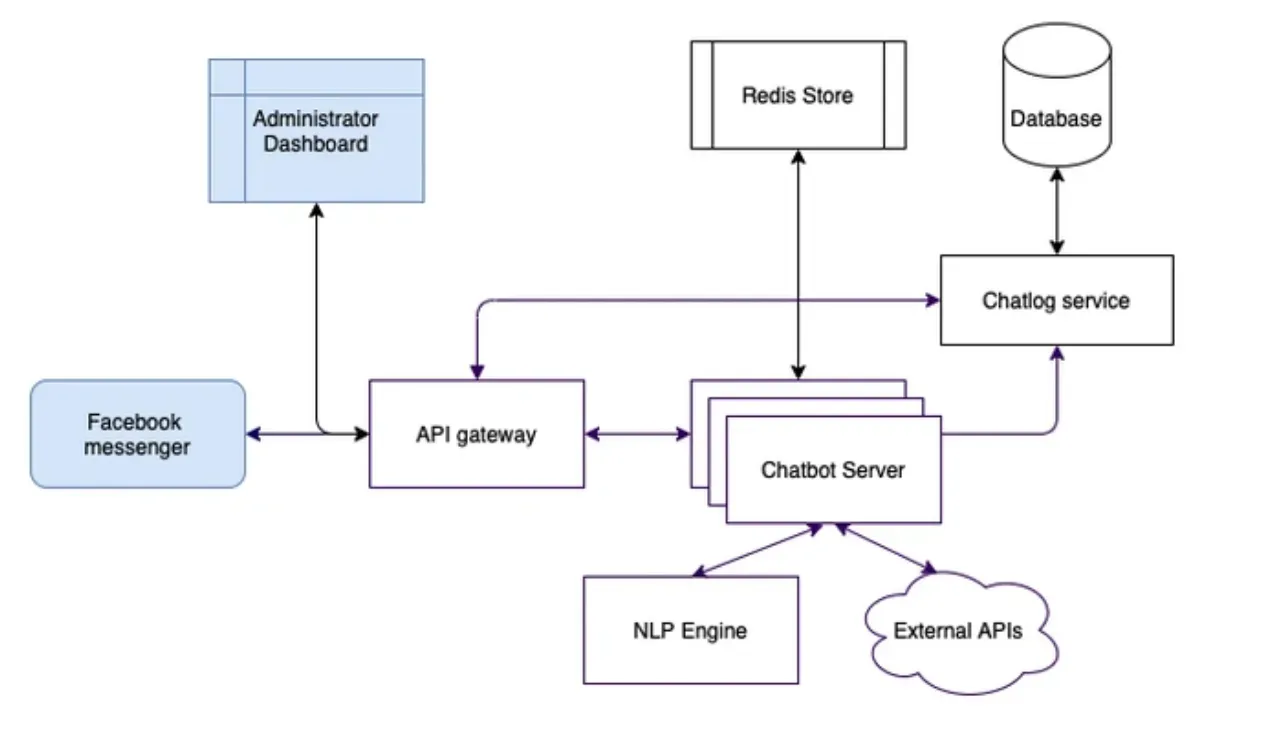 Administrator
Dashboard
Redis Store
Database
Chatlog service
Facebook
messenger
API gateway
Chatbot Server
NLP Engine
External APIs